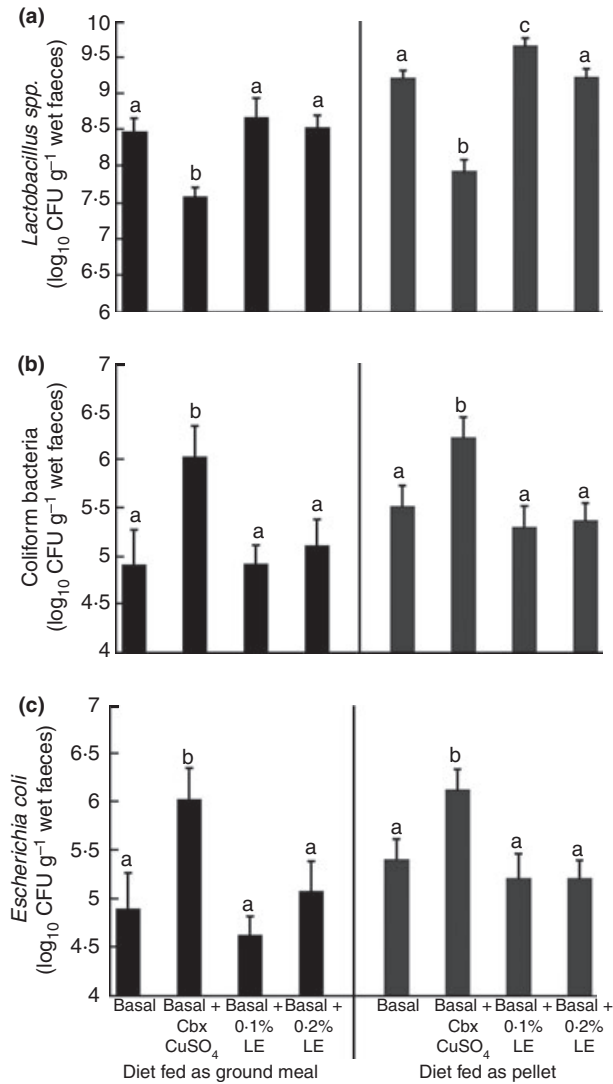 (a)
Lactobacillus spp.
(log₁₀ CFU g⁻¹ wet faeces)
10
9·5
9
8·5
8
7·5
7
6·5
6
a
b
a
a
a
b
c
a
(b)
Coliform bacteria
(log₁₀ CFU g⁻¹ wet faeces)
7
6·5
6
5·5
5
4·5
4
a
b
a
a
a
b
a
a
(c)
Escherichia coli
(log₁₀ CFU g⁻¹ wet faeces)
7
6·5
6
5·5
5
4·5
4
a
b
a
a
a
b
a
a
Basal Basal + Basal + Basal + Basal Basal + Basal + Basal +
Cbx 0·1% 0·2% Cbx 0·1% 0·2%
CuSO₄ LE LE CuSO₄ LE LE
Diet fed as ground meal Diet fed as pellet